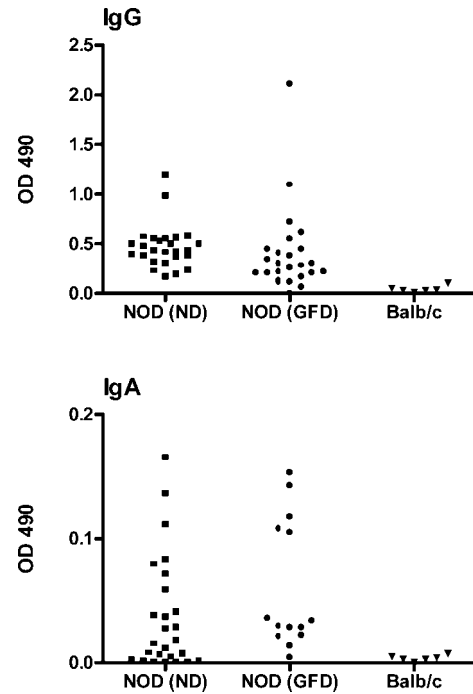 IgG
2.5
2.0
1.5
1.0
0.5
0.0
OD 490
NOD (ND) NOD (GFD) Balb/c
IgA
0.2
0.1
0.0
OD 490
NOD (ND) NOD (GFD) Balb/c